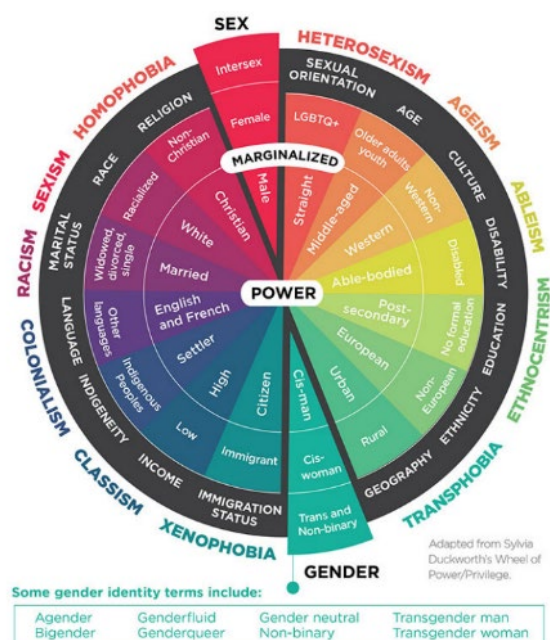 SEX
Intersex
Female
Male
MARGINALIZED
POWER
HETEROSEXISM
AGEISM
ABLEISM
ETHNOCENTRISM
TRANSPHOBIA
XENOPHOBIA
CLASSISM
COLONIALISM
RACISM
SEXISM
HOMOPHOBIA
SEXUAL
ORIENTATION
LGBTQ+
Straight
AGE
Older adults
youth
Middle-aged
CULTURE
Non-
Western
Western
DISABILITY
Disabled
Able-bodied
EDUCATION
No formal
education
Post-
secondary
ETHNICITY
Non-
European
European
GEOGRAPHY
Rural
Urban
Cis-man
Cis-
woman
Trans and
Non-binary
GENDER
IMMIGRATION
STATUS
Immigrant
Citizen
INCOME
Low
High
INDIGENEITY
Indigenous
Peoples
Settler
LANGUAGE
Other
languages
English
and French
MARITAL
STATUS
Widowed,
divorced,
single
Married
RACE
Racialized
White
RELIGION
Non-
Christian
Christian
Adapted from Sylvia
Duckworth's Wheel of
Power/Privilege.
Some gender identity terms include:
Agender Genderfluid Gender neutral Transgender man
Bigender Genderqueer Non-binary Transgender woman